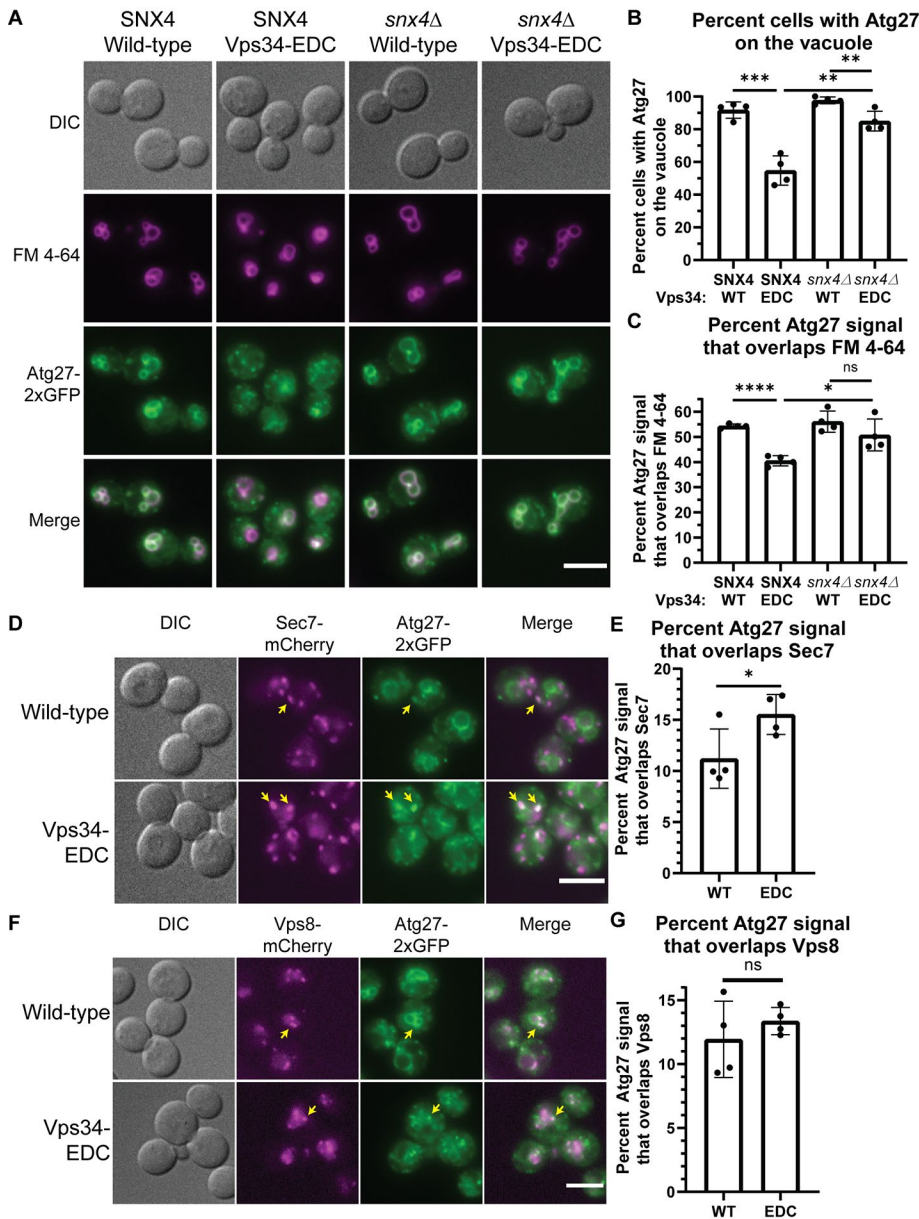 A
SNX4
Wild-type
SNX4
Vps34-EDC
snx4Δ
Wild-type
snx4Δ
Vps34-EDC
DIC
FM 4-64
Atg27-
2xGFP
Merge
B
Percent cells with Atg27
on the vacuole
***
**
**
Percent cells with Atg27
on the vaucole
100
80
60
40
20
0
SNX4 SNX4 snx4Δ snx4Δ
Vps34: WT EDC WT EDC
C
Percent Atg27 signal
that overlaps FM 4-64
ns
****
*
Percent Atg27 signal
that overlaps FM 4-64
60
50
40
30
20
10
0
SNX4 SNX4 snx4Δ snx4Δ
Vps34: WT EDC WT EDC
D
DIC
Sec7-
mCherry
Atg27-
2xGFP
Merge
Wild-type
Vps34-
EDC
E
Percent Atg27 signal
that overlaps Sec7
*
Percent Atg27 signal
that overlaps Sec7
20
15
10
5
0
WT EDC
F
DIC
Vps8-
mCherry
Atg27-
2xGFP
Merge
Wild-type
Vps34-
EDC
G
Percent Atg27 signal
that overlaps Vps8
ns
Percent Atg27 signal
that overlaps Vps8
15
10
5
0
WT EDC